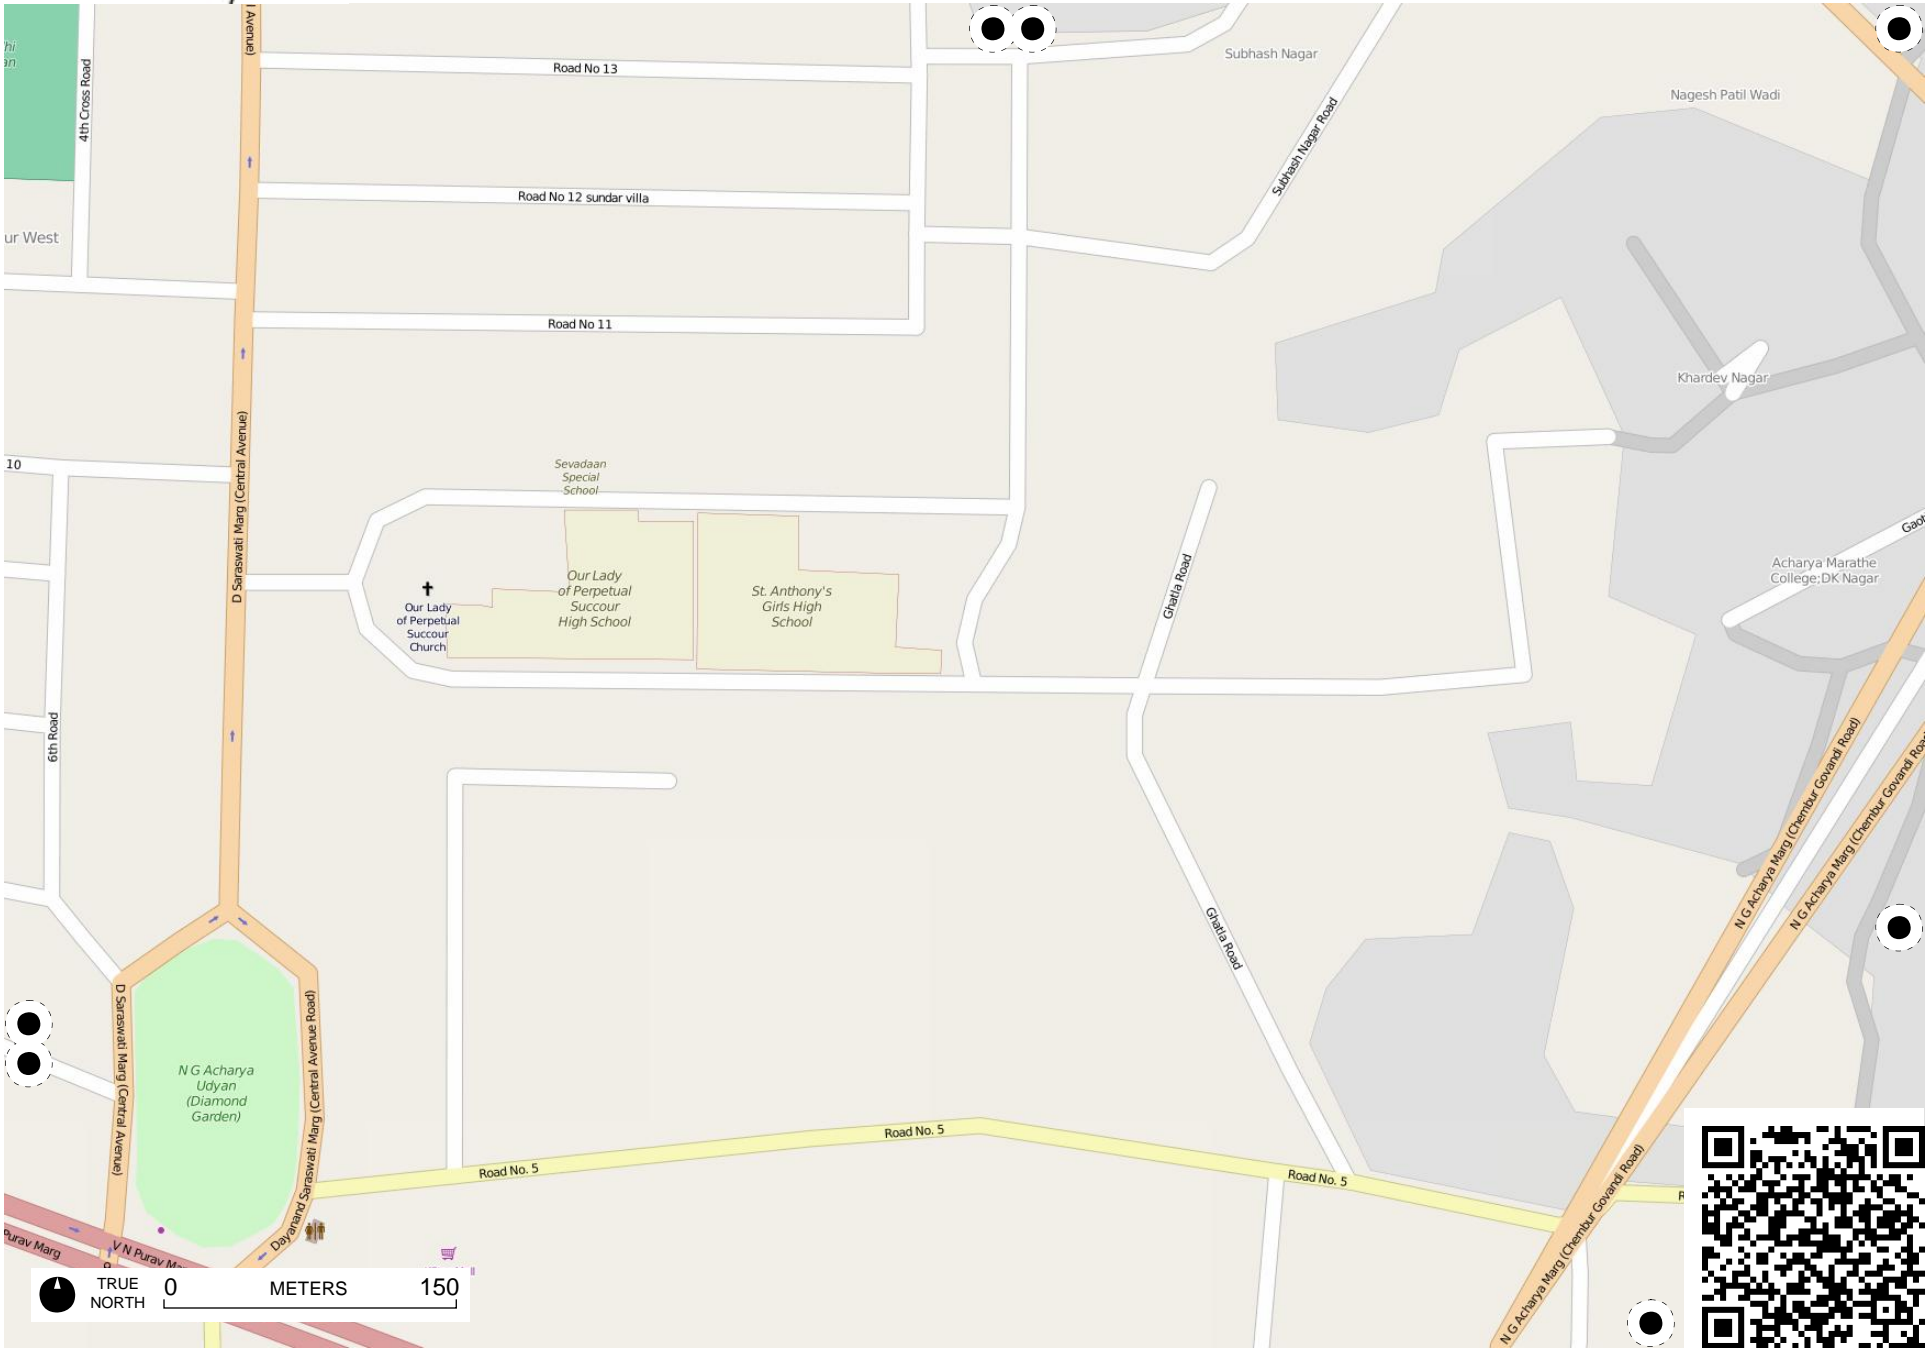 Avenue)
Road No 13
Subhash Nagar
4th Cross Road
Nagesh Patil Wadi
Subhash Nagar Road
Road No 12 sundar villa
ur West
Road No 11
Khardev Nagar
D Saraswati Marg (Central Avenue)
10
Sevadaan
Special
School
Our Lady
of Perpetual
Succour
High School
St. Anthony's
Girls High
School
Our Lady
of Perpetual
Succour
Church
Ghatla Road
Acharya Marathe
College;DK Nagar
6th Road
Ghatla Road
N G Acharya Marg (Chembur Govandi Road)
N G Acharya Marg (Chembur Govandi Road)
D Saraswati Marg (Central Avenue)
N G Acharya
Udyan
(Diamond
Garden)
Dayanand Saraswati Marg (Central Avenue Road)
Road No. 5
Road No. 5
Road No. 5
N G Acharya Marg (Chembur Govandi Road)
Purav Marg
V N Purav
TRUE
NORTH
0 METERS 150